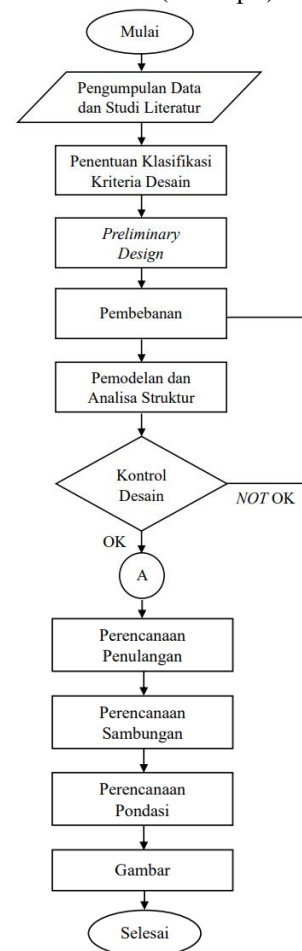 Mulai
Pengumpulan Data
dan Studi Literatur
Penentuan Klasifikasi
Kriteria Desain
Preliminary
Design
Pembebanan
Pemodelan dan
Analisa Struktur
Kontrol
Desain
NOT OK
OK
A
Perencanaan
Penulangan
Perencanaan
Sambungan
Perencanaan
Pondasi
Gambar
Selesai